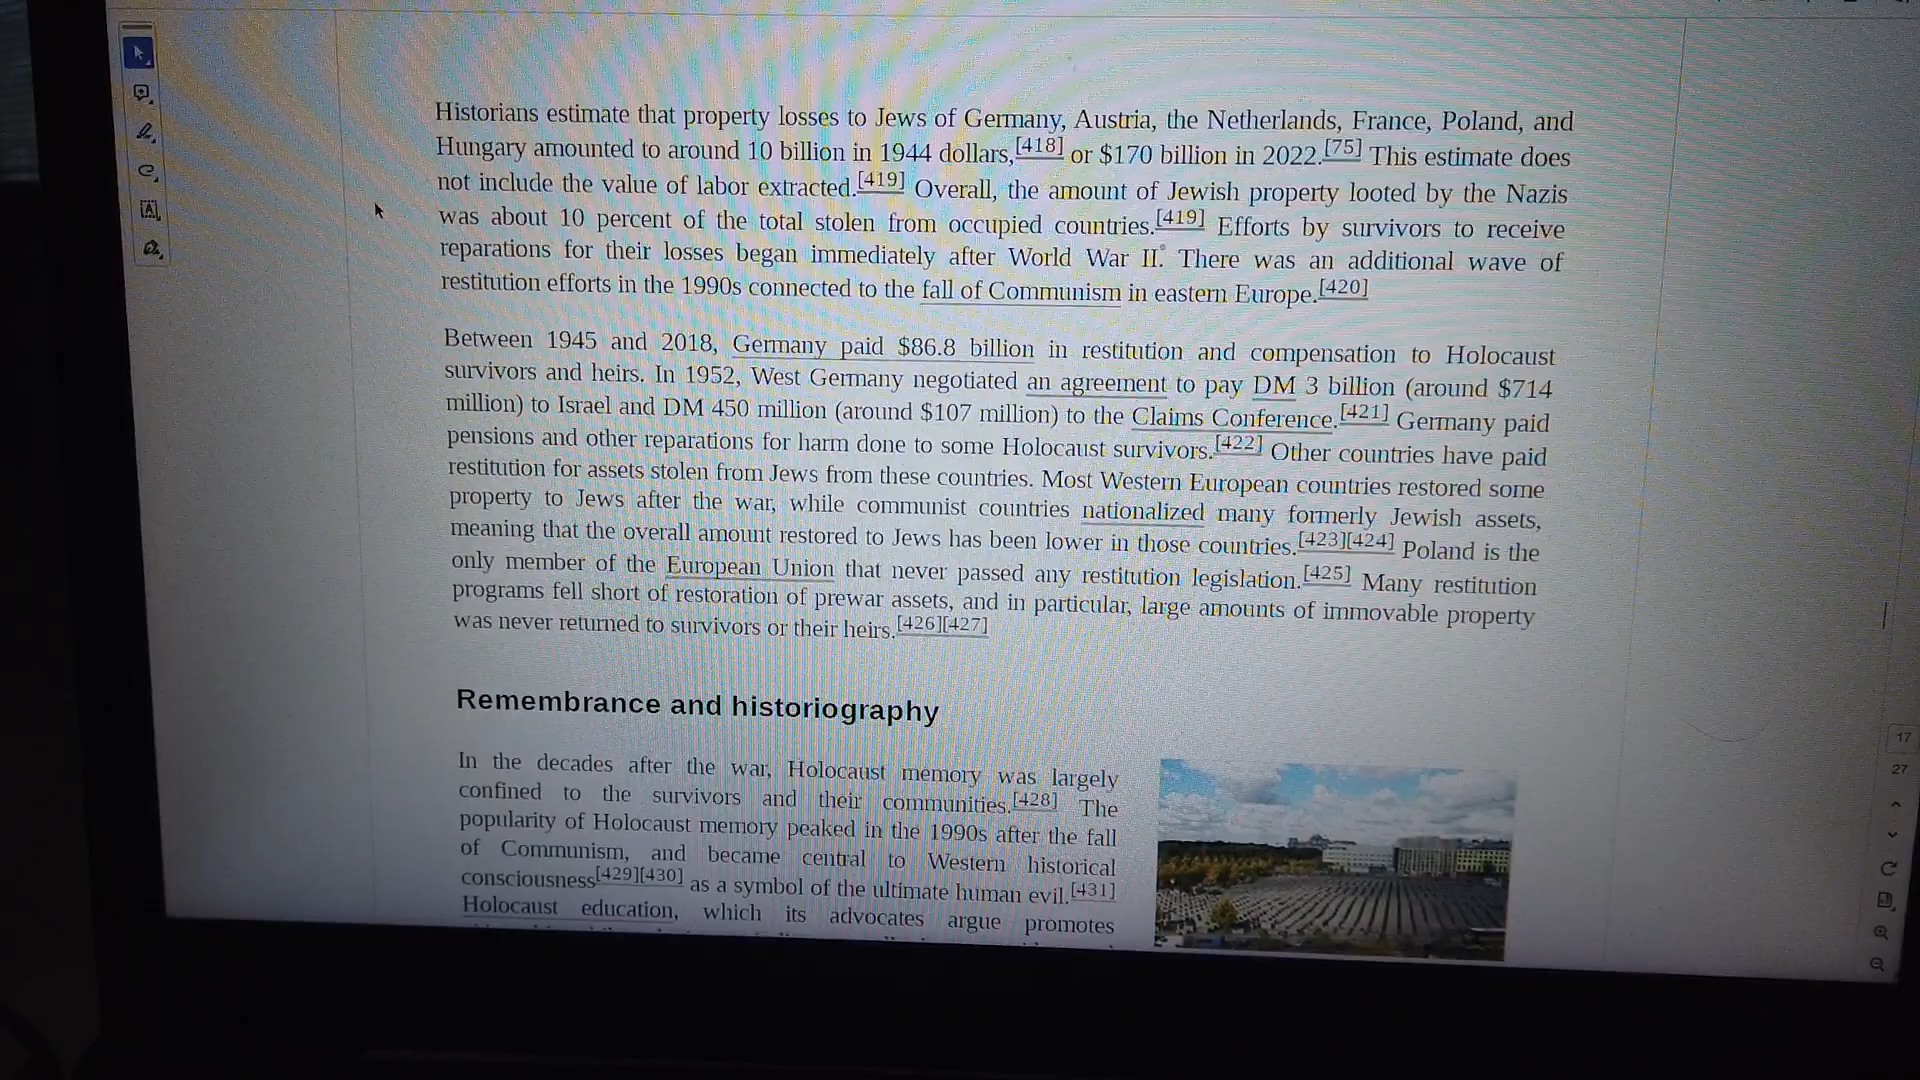 Historians estimate that property losses to Jews of Germany, Austria, the Netherlands, France, Poland, and
Hungary amounted to around 10 billion in 1944 dollars,[418] or $170 billion in 2022.[75] This estimate does
not include the value of labor extracted.[419] Overall, the amount of Jewish property looted by the Nazis
was about 10 percent of the total stolen from occupied countries.[419] Efforts by survivors to receive
reparations for their losses began immediately after World War II. There was an additional wave of
restitution efforts in the 1990s connected to the fall of Communism in eastern Europe.[420]
Between 1945 and 2018, Germany paid $86.8 billion in restitution and compensation to Holocaust
survivors and heirs. In 1952, West Germany negotiated an agreement to pay DM 3 billion (around $714
million) to Israel and DM 450 million (around $107 million) to the Claims Conference.[421] Germany paid
pensions and other reparations for harm done to some Holocaust survivors.[422] Other countries have paid
restitution for assets stolen from Jews from these countries. Most Western European countries restored some
property to Jews after the war, while communist countries nationalized many formerly Jewish assets,
meaning that the overall amount restored to Jews has been lower in those countries.[423][424] Poland is the
only member of the European Union that never passed any restitution legislation.[425] Many restitution
programs fell short of restoration of prewar assets, and in particular, large amounts of immovable property
was never returned to survivors or their heirs.[426][427]
Remembrance and historiography
In the decades after the war, Holocaust memory was largely
confined to the survivors and their communities.[428] The
popularity of Holocaust memory peaked in the 1990s after the fall
of Communism, and became central to Western historical
consciousness[429][430] as a symbol of the ultimate human evil.[431]
Holocaust education, which its advocates argue promotes
17
27